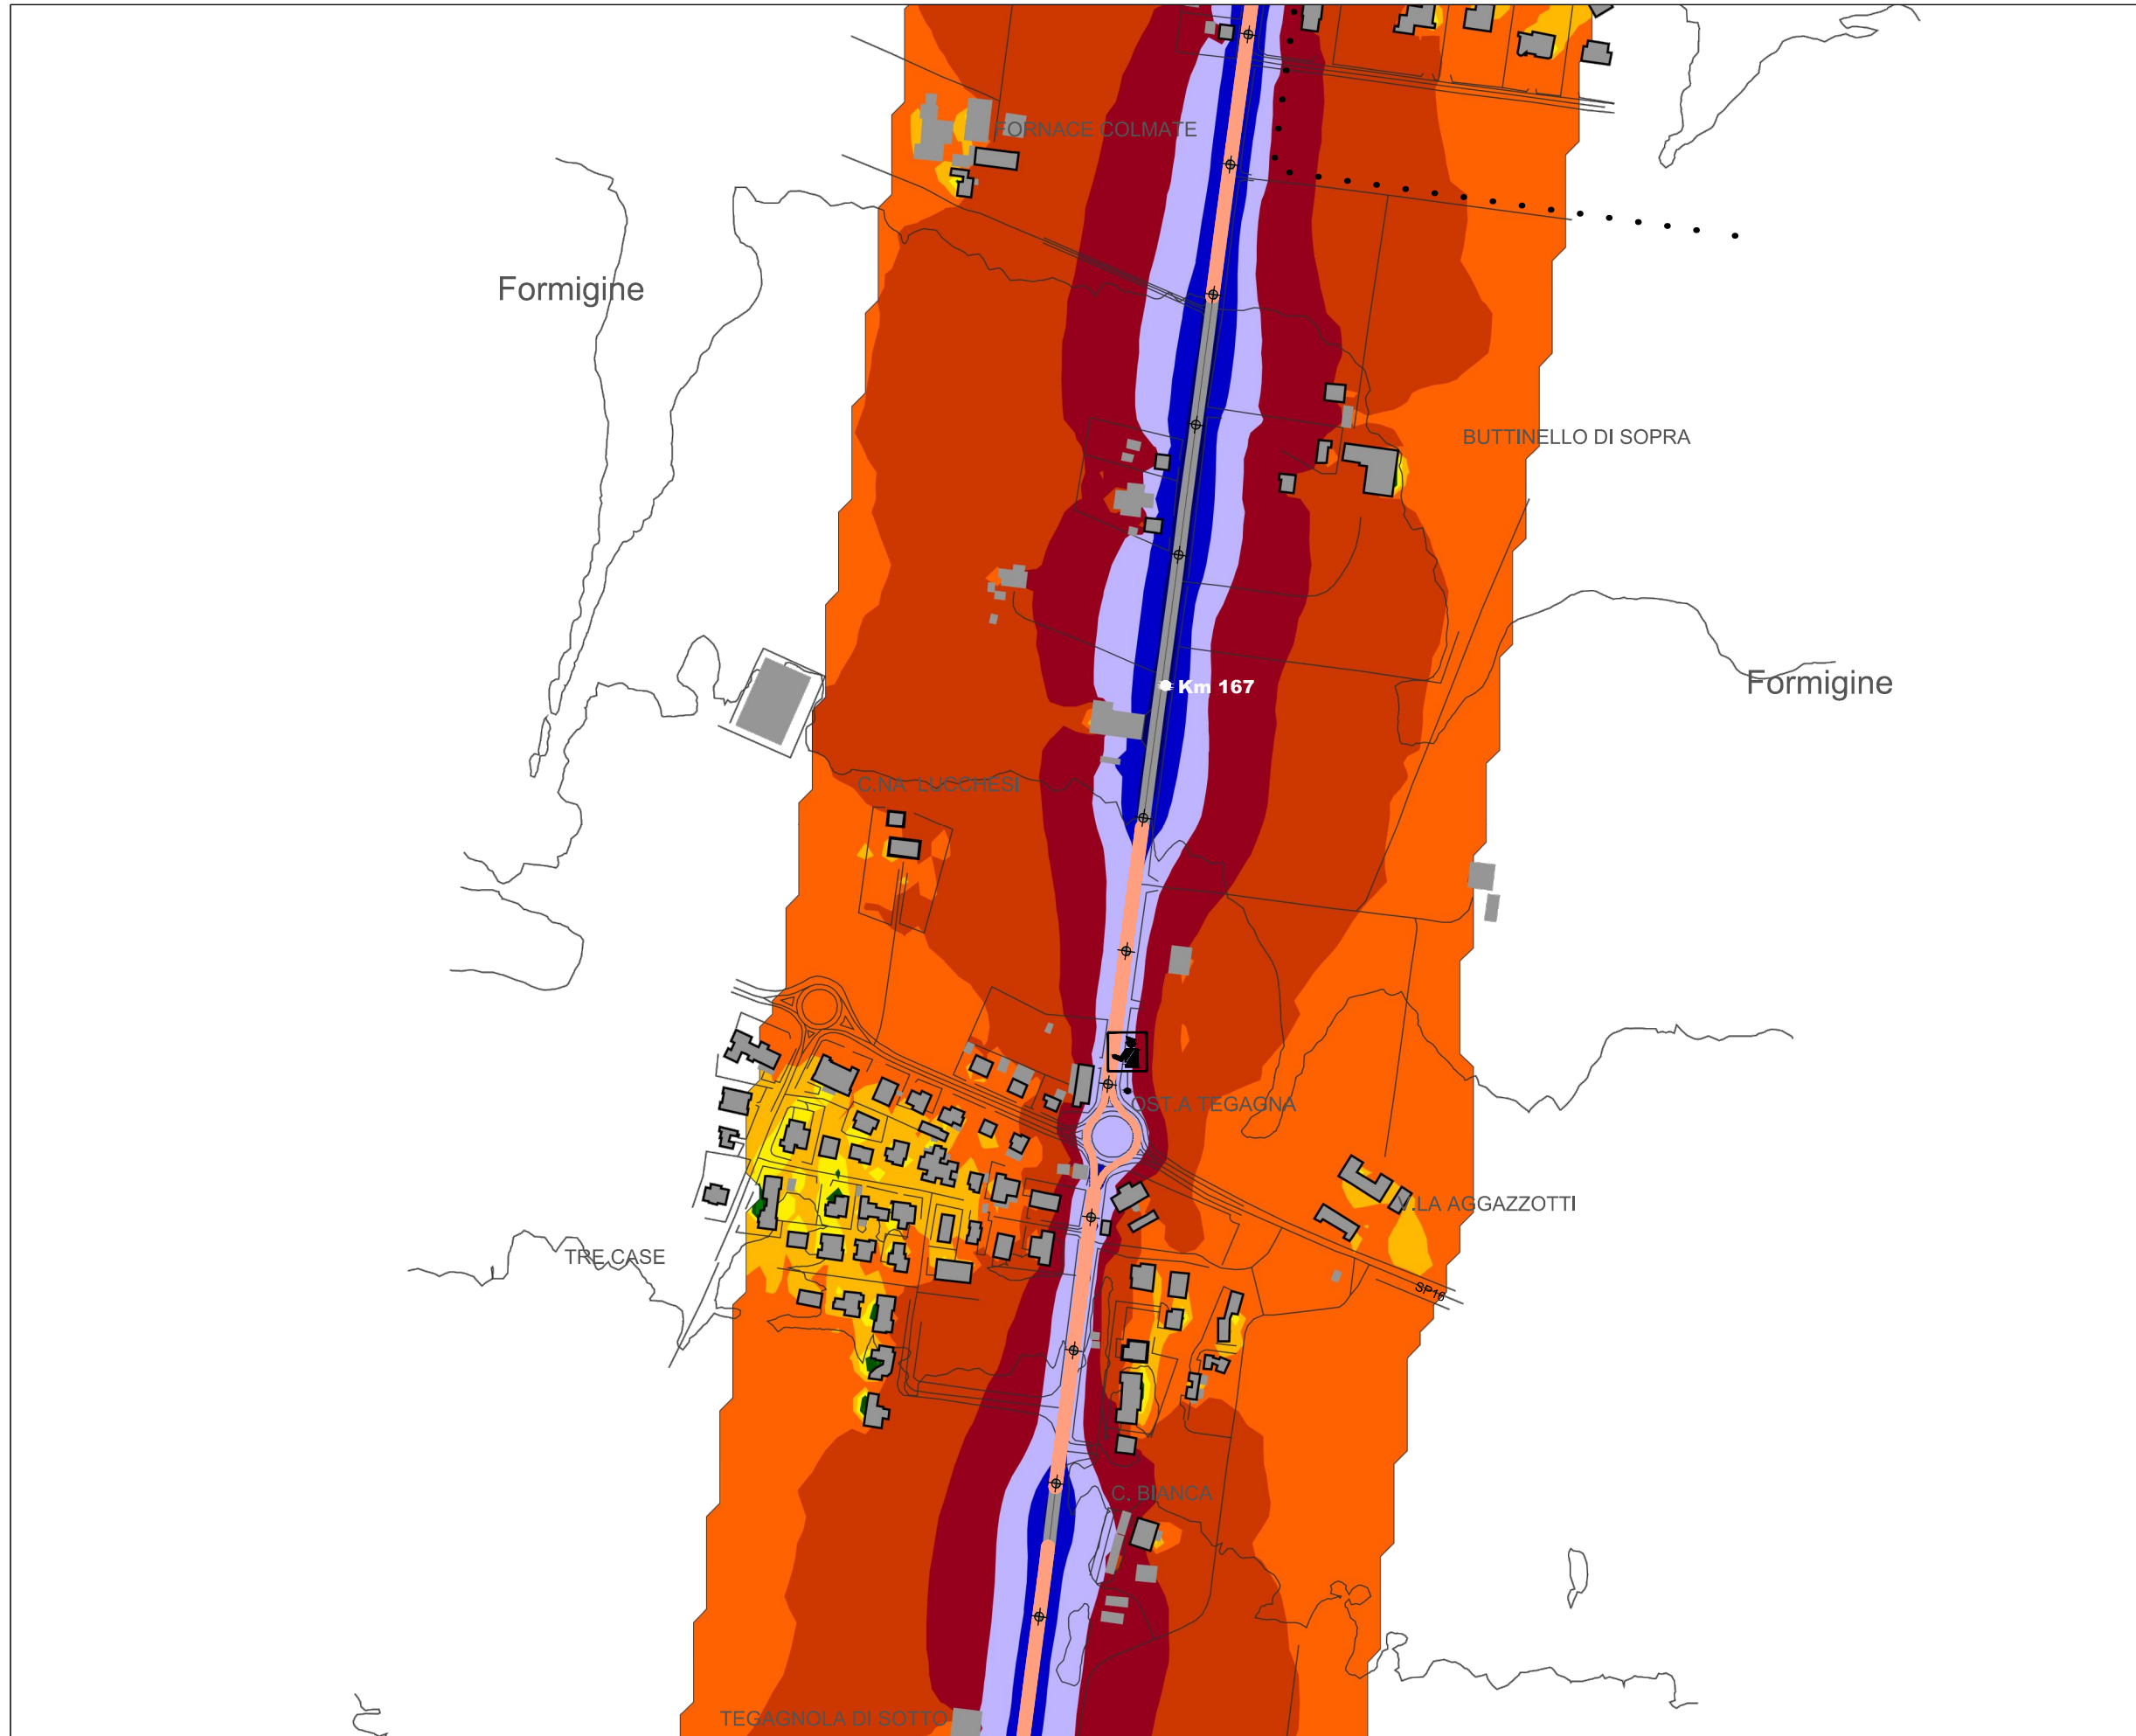 FORNACE COLMATE
Formigine
BUTTINELLO DI SOPRA
Km 167
Formigine
C.NA LUCCHESI
OST.A TEGAGNA
V.LA AGGAZZOTTI
TRE CASE
SP16
C. BIANCA
TEGAGNOLA DI SOTTO